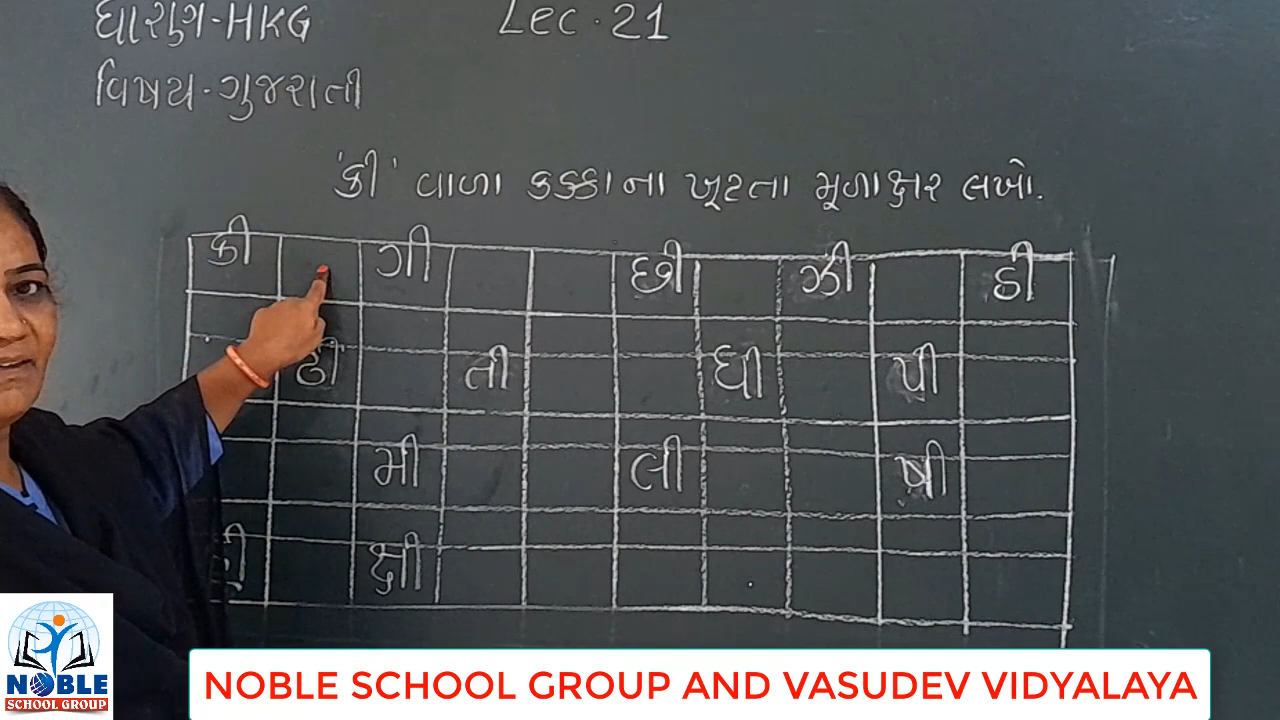 ધોરણ-HKG
Lec. 21
વિષય-ગુજરાતી
'કી' વાળા કક્કાના ખૂટતા મૂળાક્ષર લખો.
કી ગી છી ઝી ઠી
ઢી તી ધી પી
મી લી ષી
ક્ષી
NOBLE SCHOOL GROUP AND VASUDEV VIDYALAYA
NOBLE
SCHOOL GROUP